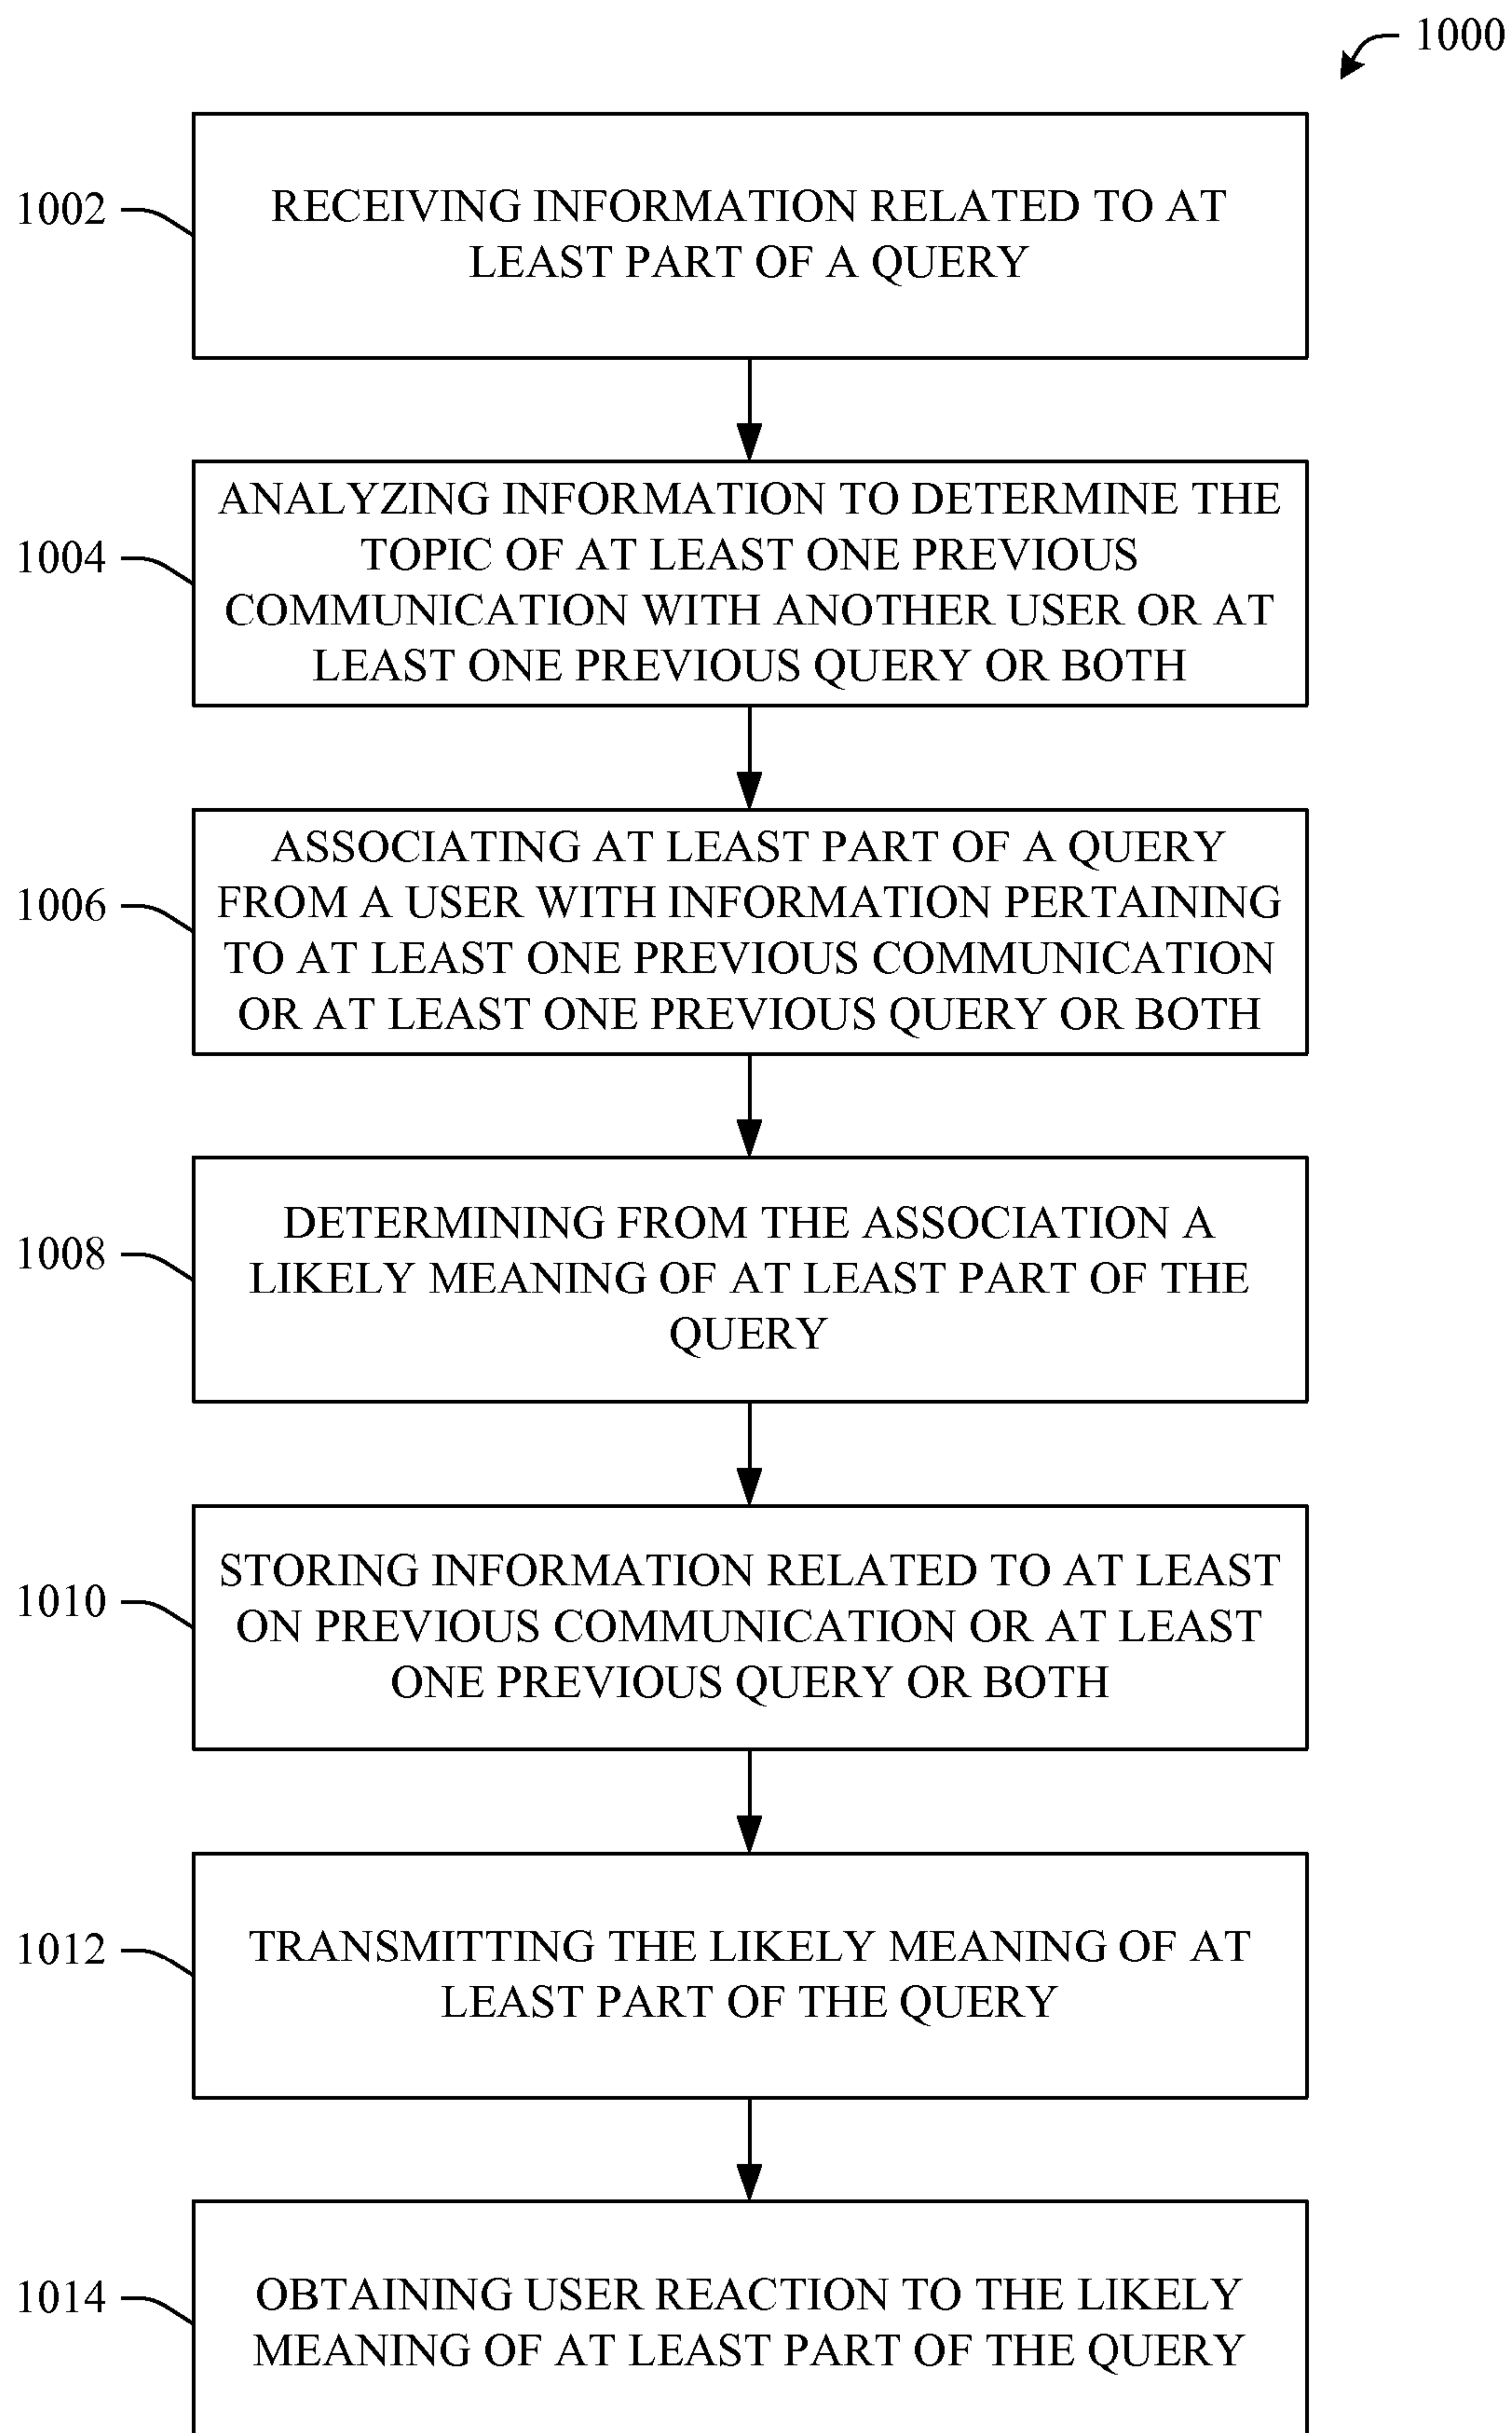 1000
1002
RECEIVING INFORMATION RELATED TO AT
LEAST PART OF A QUERY
1004
ANALYZING INFORMATION TO DETERMINE THE
TOPIC OF AT LEAST ONE PREVIOUS
COMMUNICATION WITH ANOTHER USER OR AT
LEAST ONE PREVIOUS QUERY OR BOTH
1006
ASSOCIATING AT LEAST PART OF A QUERY
FROM A USER WITH INFORMATION PERTAINING
TO AT LEAST ONE PREVIOUS COMMUNICATION
OR AT LEAST ONE PREVIOUS QUERY OR BOTH
1008
DETERMINING FROM THE ASSOCIATION A
LIKELY MEANING OF AT LEAST PART OF THE
QUERY
1010
STORING INFORMATION RELATED TO AT LEAST
ON PREVIOUS COMMUNICATION OR AT LEAST
ONE PREVIOUS QUERY OR BOTH
1012
TRANSMITTING THE LIKELY MEANING OF AT
LEAST PART OF THE QUERY
1014
OBTAINING USER REACTION TO THE LIKELY
MEANING OF AT LEAST PART OF THE QUERY